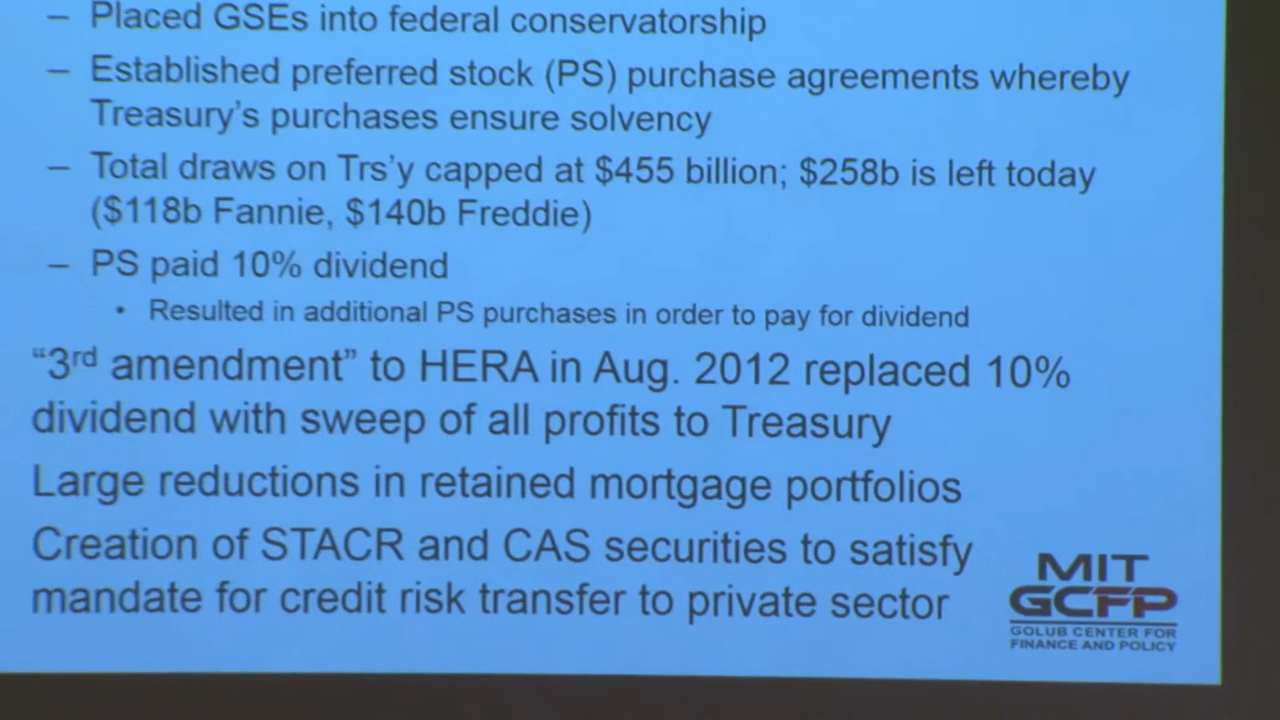 – Placed GSEs into federal conservatorship
– Established preferred stock (PS) purchase agreements whereby
Treasury's purchases ensure solvency
– Total draws on Trs'y capped at $455 billion; $258b is left today
($118b Fannie, $140b Freddie)
– PS paid 10% dividend
• Resulted in additional PS purchases in order to pay for dividend
“3rd amendment” to HERA in Aug. 2012 replaced 10%
dividend with sweep of all profits to Treasury
Large reductions in retained mortgage portfolios
Creation of STACR and CAS securities to satisfy
mandate for credit risk transfer to private sector
MIT
GCFP
GOLUB CENTER FOR
FINANCE AND POLICY